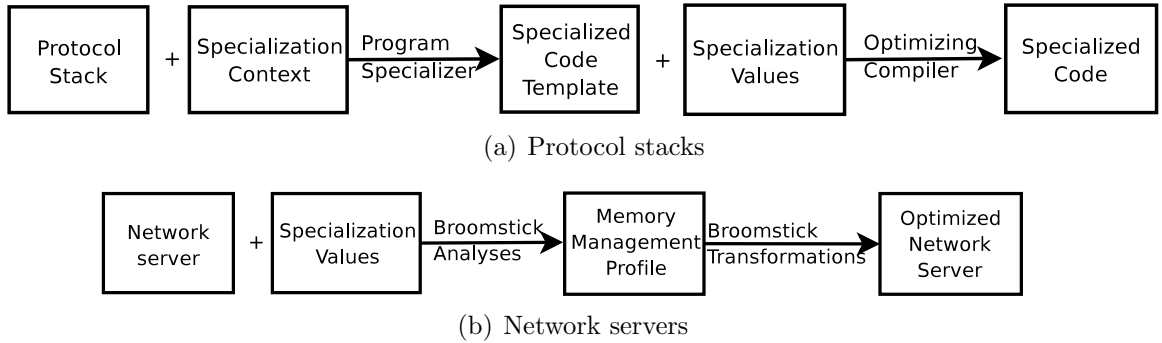 Protocol
Stack
+
Specialization
Context
Program
Specializer
Specialized
Code
Template
+
Specialization
Values
Optimizing
Compiler
Specialized
Code
(a) Protocol stacks
Network
server
+
Specialization
Values
Broomstick
Analyses
Memory
Management
Profile
Broomstick
Transformations
Optimized
Network
Server
(b) Network servers